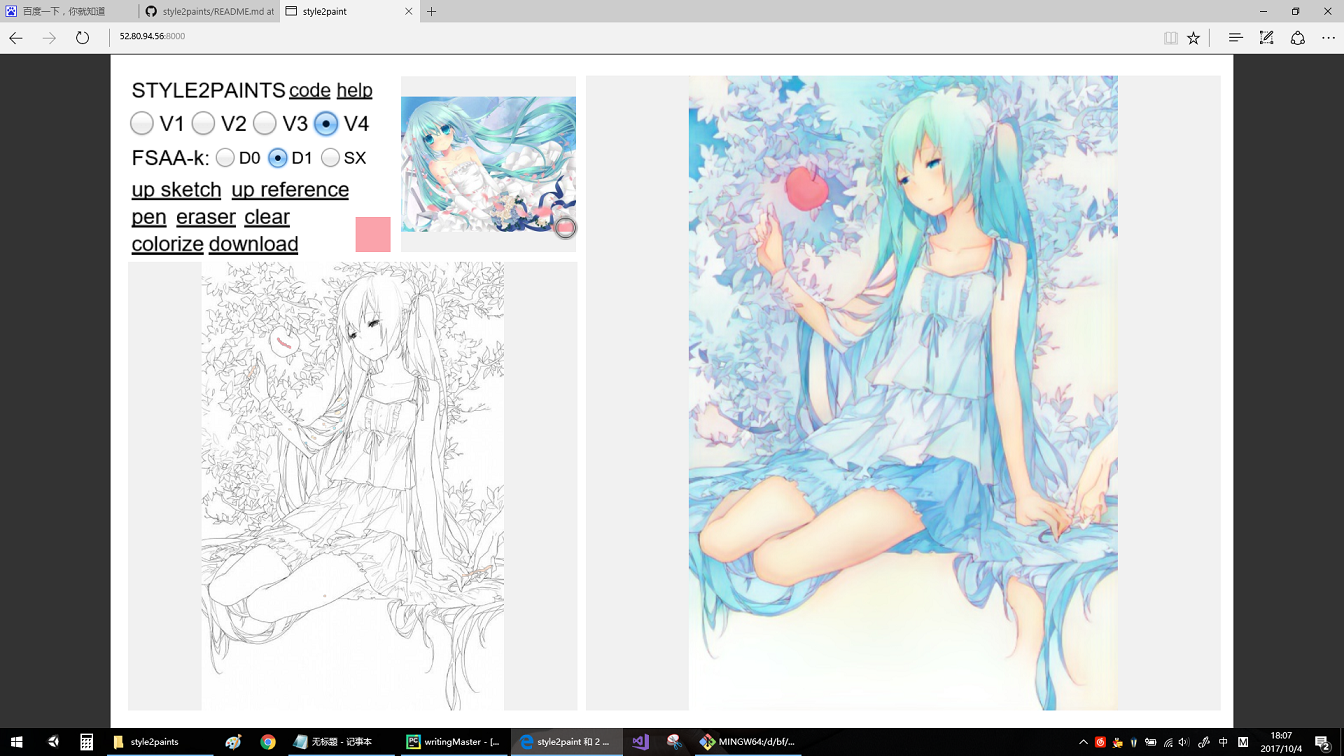 百度一下，你就知道
style2paints/README.md at
style2paint
52.80.94.56:8000
STYLE2PAINTS code help
V1 V2 V3 V4
FSAA-k: D0 D1 SX
up sketch up reference
pen eraser clear
colorize download
style2paints
无标题 - 记事本
writingMaster - [...
style2paint 和 2 ...
MINGW64:/d/bf/...
中
M
18:07
2017/10/4